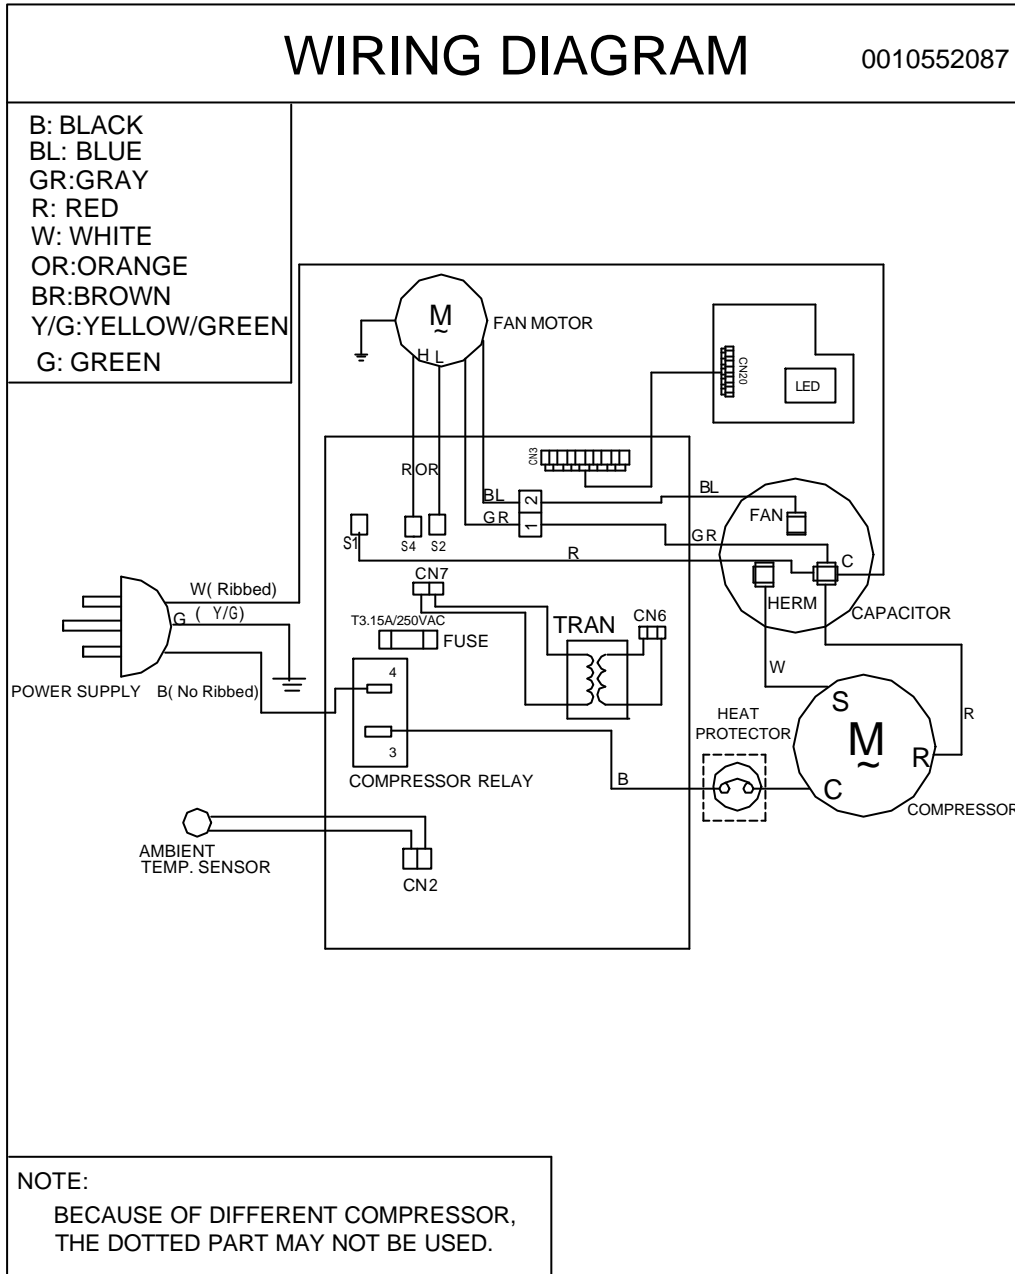 WIRING DIAGRAM
0010552087
B: BLACK
BL: BLUE
GR:GRAY
R: RED
W: WHITE
OR:ORANGE
BR:BROWN
Y/G:YELLOW/GREEN
G: GREEN
M
~
FAN MOTOR
H L
CN20
LED
CN3
R OR
BL
2
BL
GR
1
GR
FAN
S1
S4
S2
R
C
HERM
CAPACITOR
CN7
W( Ribbed)
G ( Y/G)
T3.15A/250VAC
FUSE
TRAN
CN6
POWER SUPPLY
B( No Ribbed)
4
3
COMPRESSOR RELAY
W
S
R
HEAT
PROTECTOR
M
~
R
B
C
COMPRESSOR
AMBIENT
TEMP. SENSOR
CN2
NOTE:
BECAUSE OF DIFFERENT COMPRESSOR,
THE DOTTED PART MAY NOT BE USED.